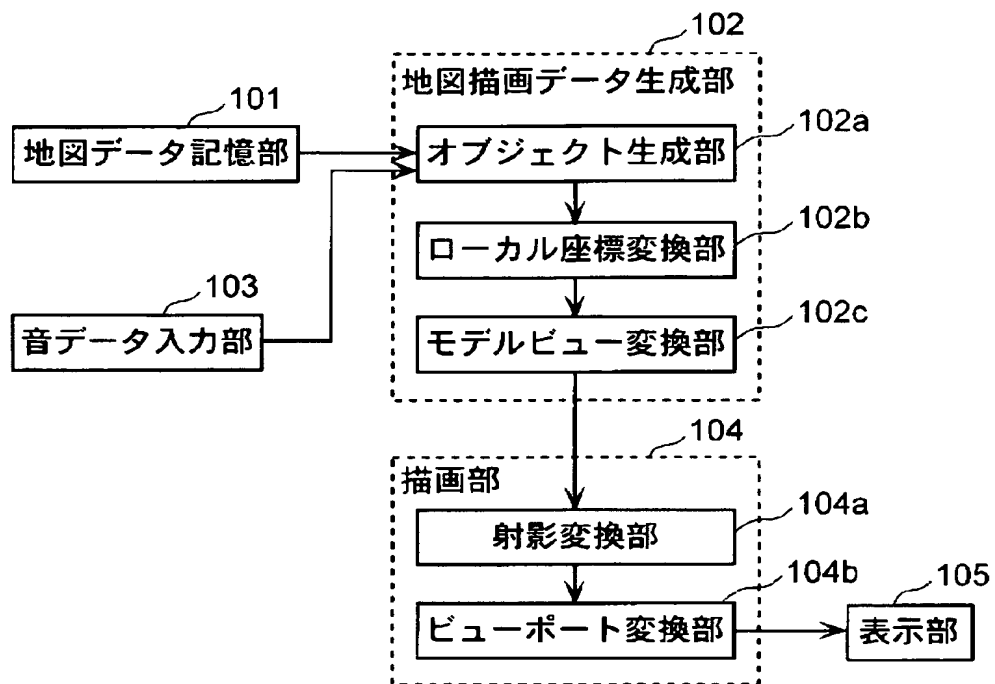 102
地図描画データ生成部
101
地図データ記憶部
102a
オブジェクト生成部
102b
ローカル座標変換部
103
音データ入力部
102c
モデルビュー変換部
104
描画部
104a
射影変換部
104b
ビューポート変換部
105
表示部